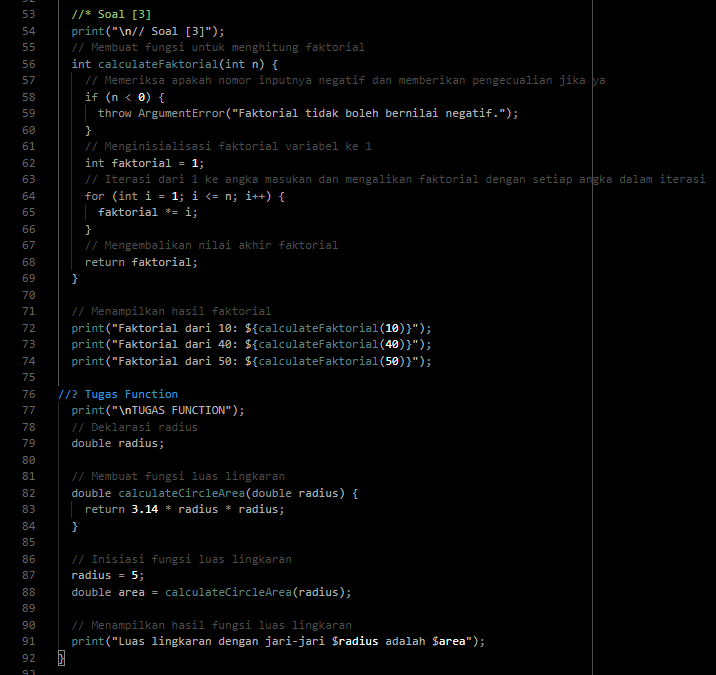 53 //* Soal [3]
54 print("\n// Soal [3]");
55 // Membuat fungsi untuk menghitung faktorial
56 int calculateFaktorial(int n) {
57 // Memeriksa apakah nomor inputnya negatif dan memberikan pengecualian jika ya
58 if (n < 0) {
59 throw ArgumentError("Faktorial tidak boleh bernilai negatif.");
60 }
61 // Menginisialisasi faktorial variabel ke 1
62 int faktorial = 1;
63 // Iterasi dari 1 ke angka masukan dan mengalikan faktorial dengan setiap angka dalam iterasi
64 for (int i = 1; i <= n; i++) {
65 faktorial *= i;
66 }
67 // Mengembalikan nilai akhir faktorial
68 return faktorial;
69 }
70
71 // Menampilkan hasil faktorial
72 print("Faktorial dari 10: ${calculateFaktorial(10)}");
73 print("Faktorial dari 40: ${calculateFaktorial(40)}");
74 print("Faktorial dari 50: ${calculateFaktorial(50)}");
75
76 //? Tugas Function
77 print("\nTUGAS FUNCTION");
78 // Deklarasi radius
79 double radius;
80
81 // Membuat fungsi luas lingkaran
82 double calculateCircleArea(double radius) {
83 return 3.14 * radius * radius;
84 }
85
86 // Inisiasi fungsi luas lingkaran
87 radius = 5;
88 double area = calculateCircleArea(radius);
89
90 // Menampilkan hasil fungsi luas lingkaran
91 print("Luas lingkaran dengan jari-jari $radius adalah $area");
92 }